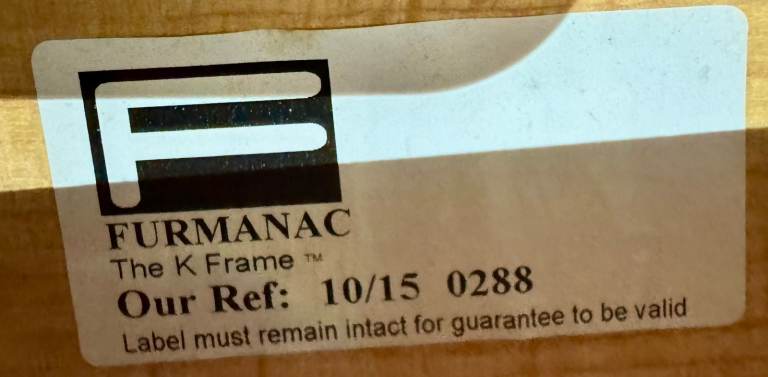 FURMANAC
The K Frame ™
Our Ref: 10/15 0288
Label must remain intact for guarantee to be valid